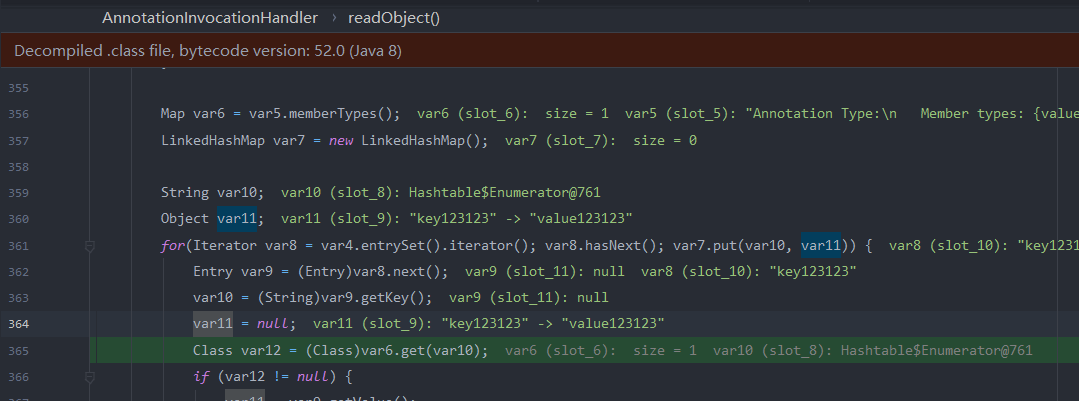 AnnotationInvocationHandler › readObject()
Decompiled .class file, bytecode version: 52.0 (Java 8)
355
356 Map var6 = var5.memberTypes(); var6 (slot_6): size = 1 var5 (slot_5): "Annotation Type:\n Member types: {value
357 LinkedHashMap var7 = new LinkedHashMap(); var7 (slot_7): size = 0
358
359 String var10; var10 (slot_8): Hashtable$Enumerator@761
360 Object var11; var11 (slot_9): "key123123" -> "value123123"
361 for(Iterator var8 = var4.entrySet().iterator(); var8.hasNext(); var7.put(var10, var11)) { var8 (slot_10): "key1231
362 Entry var9 = (Entry)var8.next(); var9 (slot_11): null var8 (slot_10): "key123123"
363 var10 = (String)var9.getKey(); var9 (slot_11): null
364 var11 = null; var11 (slot_9): "key123123" -> "value123123"
365 Class var12 = (Class)var6.get(var10); var6 (slot_6): size = 1 var10 (slot_8): Hashtable$Enumerator@761
366 if (var12 != null) {